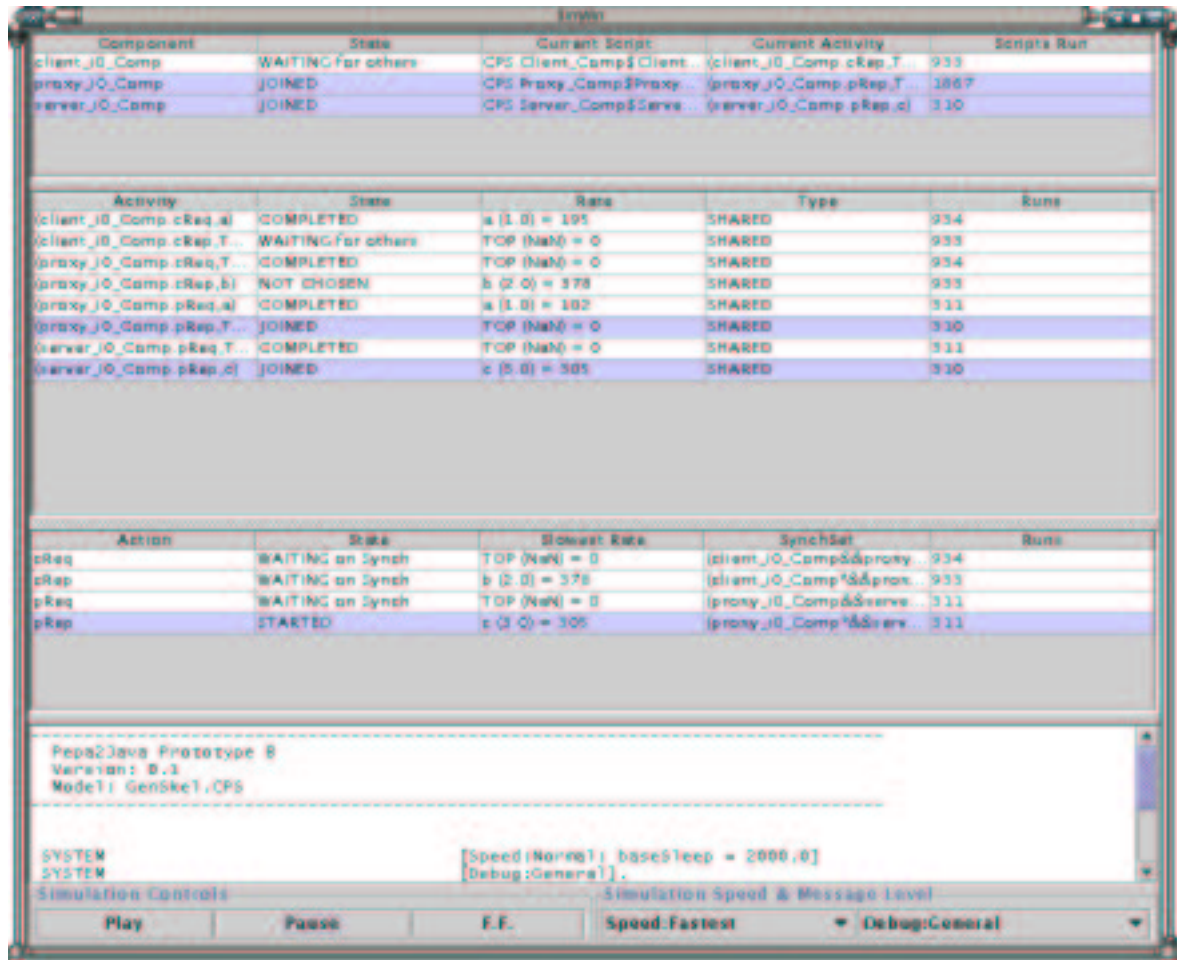 SimWin
Component State Current Script Current Activity Scripts Run
client_i0_Comp WAITING for others CPS Client_Comp$Client... (client_i0_Comp.cRep,T... 933
proxy_i0_Comp JOINED CPS Proxy_Comp$Proxy... (proxy_i0_Comp.pRep,T... 1867
server_i0_Comp JOINED CPS Server_Comp$Serve... (server_i0_Comp.pRep,c) 310
Activity State Rate Type Runs
(client_i0_Comp.cReq,a) COMPLETED a (1.0) = 195 SHARED 934
(client_i0_Comp.cRep,T... WAITING for others TOP (NaN) = 0 SHARED 933
(proxy_i0_Comp.cReq,T... COMPLETED TOP (NaN) = 0 SHARED 934
(proxy_i0_Comp.cRep,b) NOT CHOSEN b (2.0) = 378 SHARED 933
(proxy_i0_Comp.pReq,a) COMPLETED a (1.0) = 102 SHARED 311
(proxy_i0_Comp.pRep,T... JOINED TOP (NaN) = 0 SHARED 310
(server_i0_Comp.pReq,T... COMPLETED TOP (NaN) = 0 SHARED 311
(server_i0_Comp.pRep,c) JOINED = 305 SHARED 310
Action State Slowest Rate SynchSet Runs
cReq WAITING on Synch TOP (NaN) = 0 (client_i0_Comp&&proxy... 934
cRep WAITING on Synch b (2.0) = 378 (client_i0_Comp*&&prox... 933
pReq WAITING on Synch TOP (NaN) = 0 (proxy_i0_Comp&&serve... 311
pRep STARTED = 305 (proxy_i0_Comp*&&serv... 311
Pepa2Java Prototype B
Version: 0.1
Model: GenSkel.CPS
SYSTEM [Speed:Normal; baseSleep = 2000.0]
SYSTEM [Debug:General].
Simulation Controls Simulation Speed & Message Level
Play Pause F.F. Speed:Fastest Debug:General